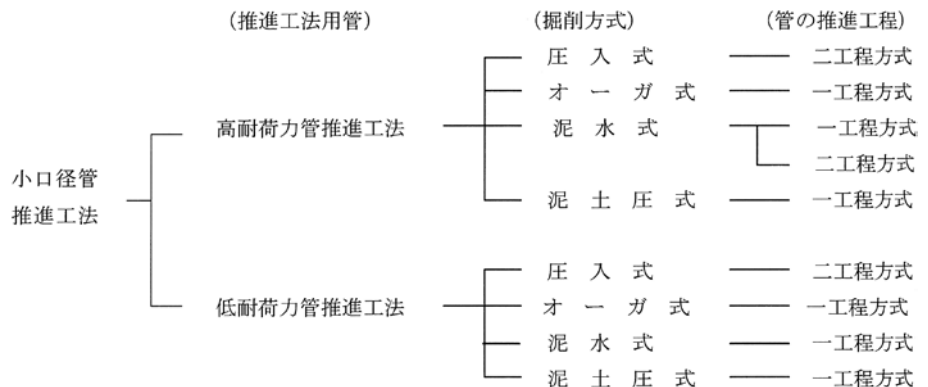 (推進工法用管) (掘削方式) (管の推進工程)
圧入式 二工程方式
オーガ式 一工程方式
高耐荷力管推進工法 泥水式 一工程方式
二工程方式
小口径管
推進工法
泥土圧式 一工程方式
圧入式 二工程方式
低耐荷力管推進工法 オーガ式 一工程方式
泥水式 一工程方式
泥土圧式 一工程方式